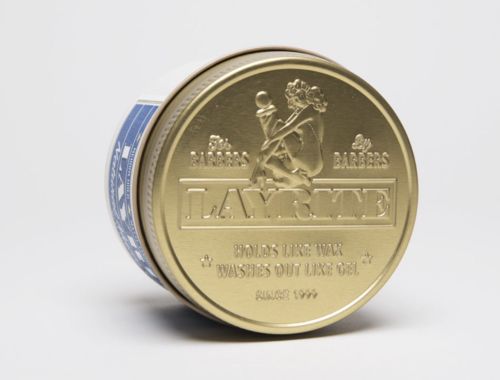 For By
BARBERS BARBERS
LAYRITE
HOLDS LIKE WAX
WASHES OUT LIKE GEL
SINCE 1999